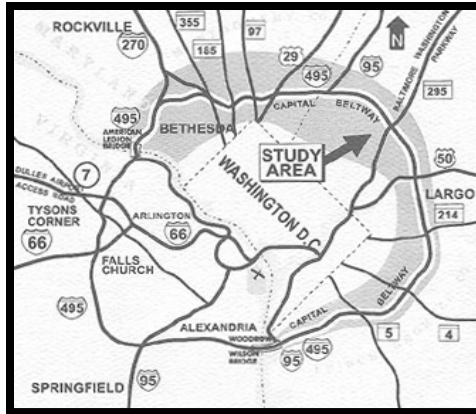 ROCKVILLE
355
97
270
185
29
495
95
N
BALTIMORE WASHINGTON
PARKWAY
295
495
CAPITAL BELTWAY
AMERICAN
LEGION
BRIDGE
BETHESDA
STUDY
AREA
50
WASHINGTON D C
LARGO
7
DULLES AIRPORT
ACCESS ROAD
214
TYSONS
CORNER
ARLINGTON
66
66
FALLS
CHURCH
495
CAPITAL BELTWAY
ALEXANDRIA
WOODROW
WILSON
BRIDGE
95
495
5
4
95
SPRINGFIELD